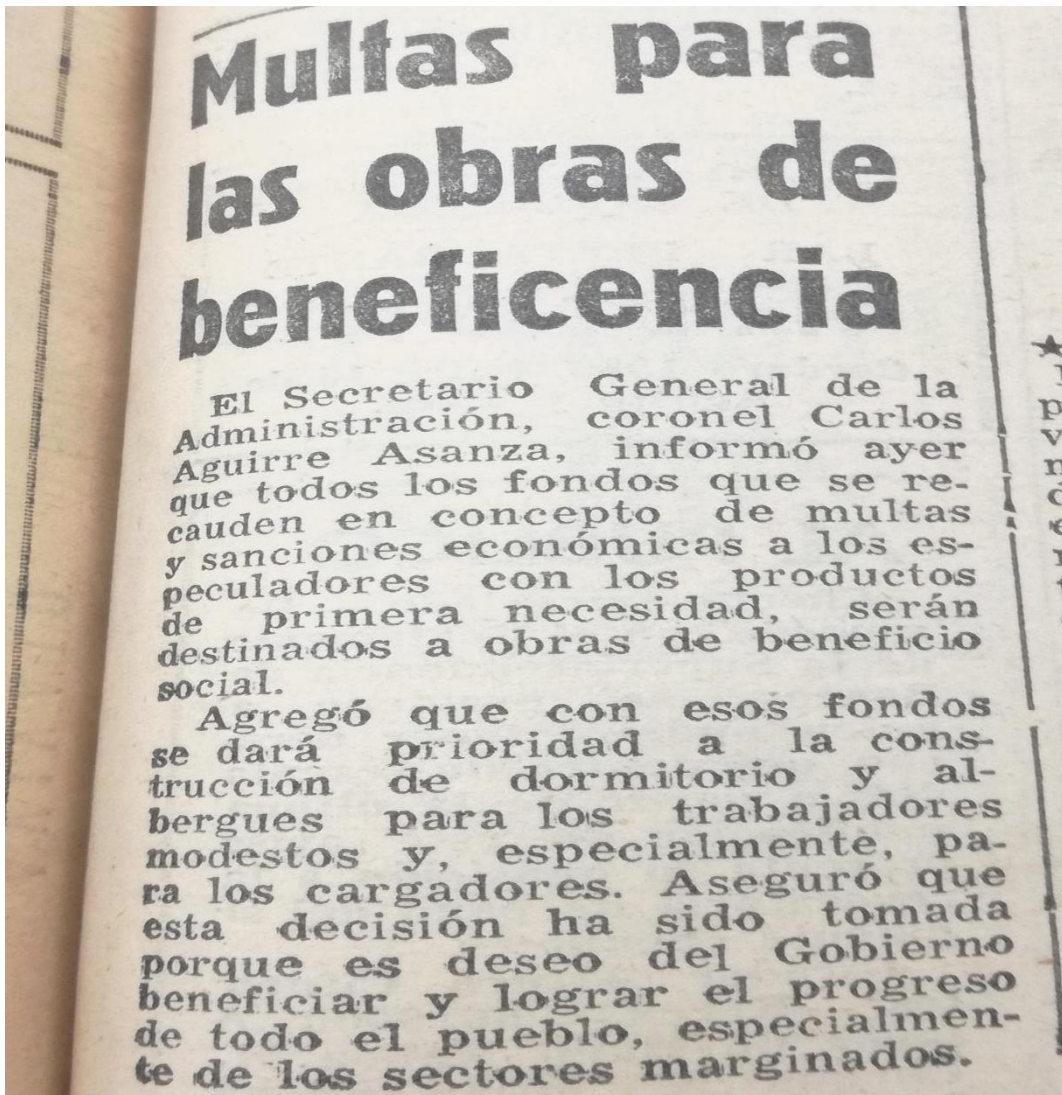 Multas para
las obras de
beneficencia
El Secretario General de la
Administración, coronel Carlos
Aguirre Asanza, informó ayer
que todos los fondos que se re-
cauden en concepto de multas
y sanciones económicas a los es-
peculadores con los productos
de primera necesidad, serán
destinados a obras de beneficio
social.
Agregó que con esos fondos
se dará prioridad a la cons-
trucción de dormitorio y al-
bergues para los trabajadores
modestos y, especialmente, pa-
ra los cargadores. Aseguró que
esta decisión ha sido tomada
porque es deseo del Gobierno
beneficiar y lograr el progreso
de todo el pueblo, especialmen-
te de los sectores marginados.